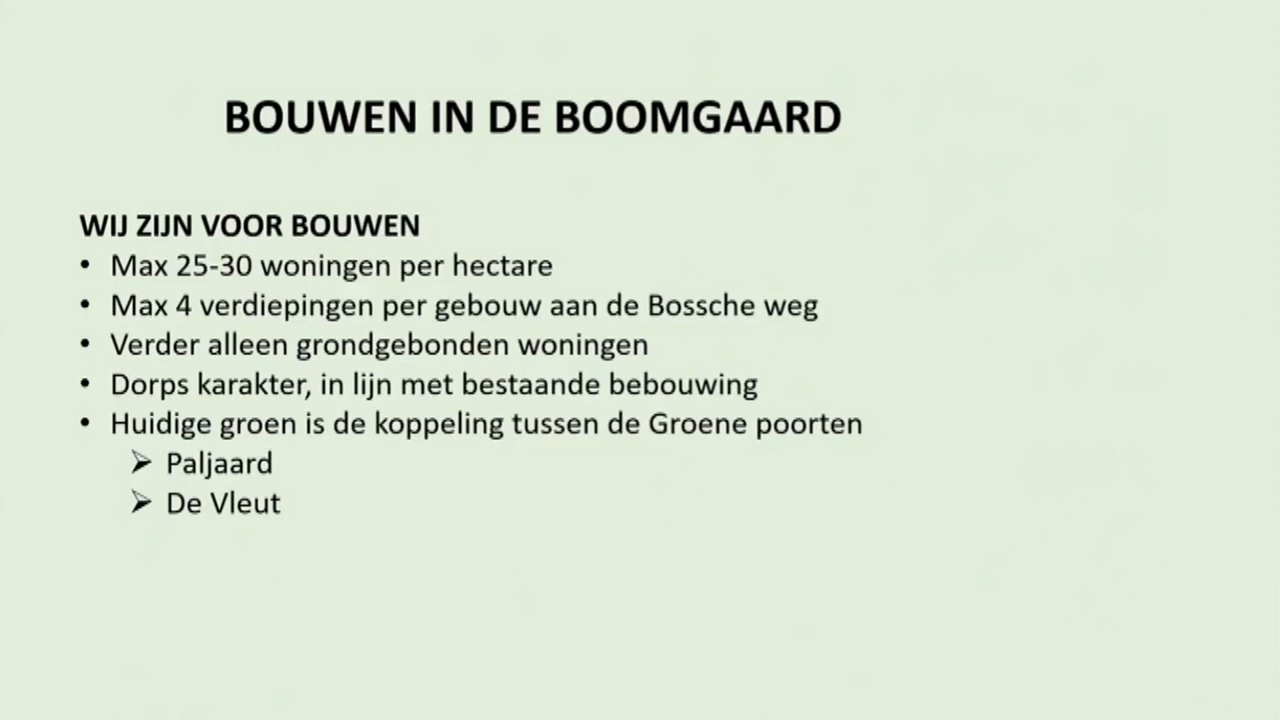 BOUWEN IN DE BOOMGAARD
WIJ ZIJN VOOR BOUWEN
• Max 25-30 woningen per hectare
• Max 4 verdiepingen per gebouw aan de Bossche weg
• Verder alleen grondgebonden woningen
• Dorps karakter, in lijn met bestaande bebouwing
• Huidige groen is de koppeling tussen de Groene poorten
➢ Paljaard
➢ De Vleut